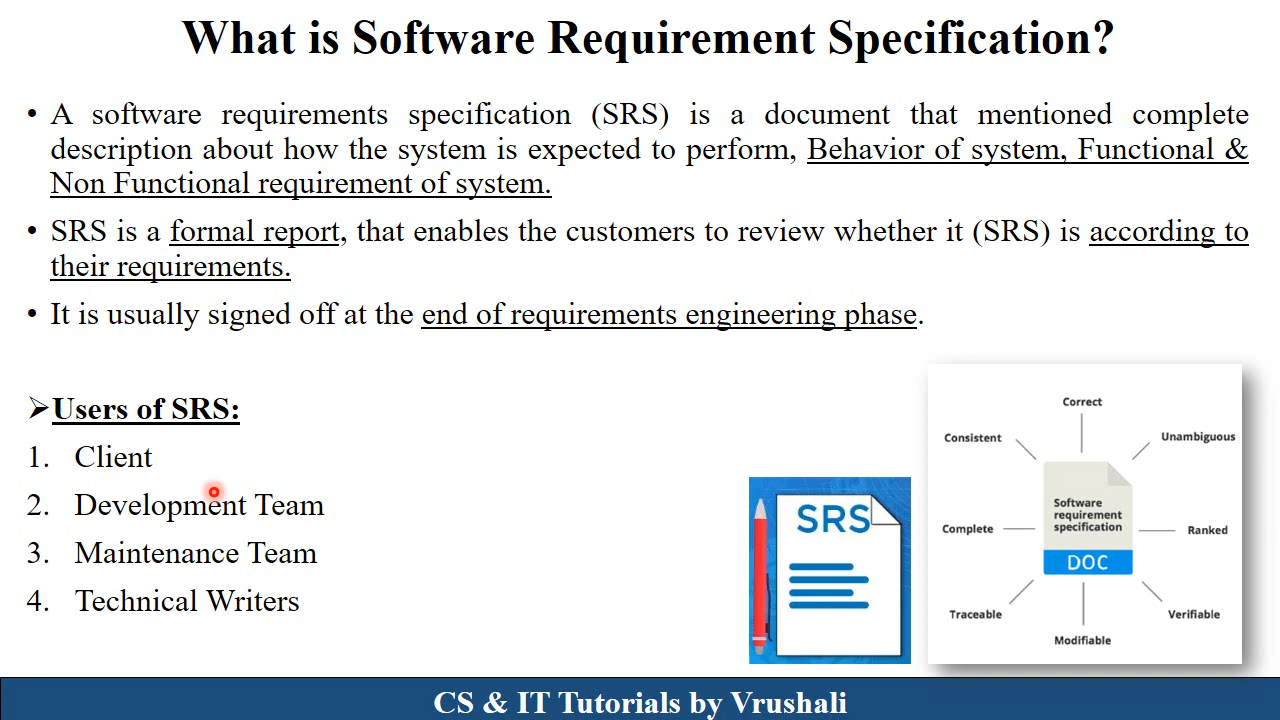 What is Software Requirement Specification?
• A software requirements specification (SRS) is a document that mentioned complete
description about how the system is expected to perform, Behavior of system, Functional &
Non Functional requirement of system.
• SRS is a formal report, that enables the customers to review whether it (SRS) is according to
their requirements.
• It is usually signed off at the end of requirements engineering phase.
➢Users of SRS:
1. Client
2. Development Team
3. Maintenance Team
4. Technical Writers
SRS
Correct
Consistent
Unambiguous
Software
requirement
specification
Complete
Ranked
DOC
Traceable
Verifiable
Modifiable
CS & IT Tutorials by Vrushali